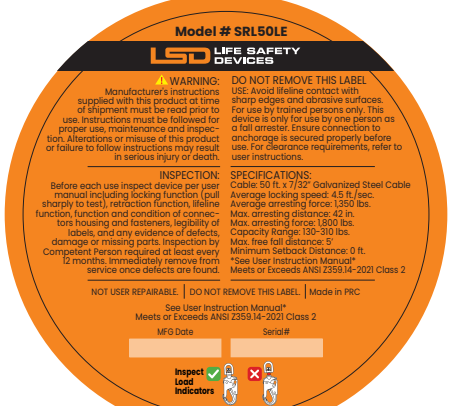 Model # SRL50LE
LSD LIFE SAFETY
DEVICES
WARNING:
Manufacturer's instructions
supplied with this product at time
of shipment must be read prior to
use. Instructions must be followed for
proper use, maintenance and inspec-
tion. Alterations or misuse of this product
or failure to follow instructions may result
in serious injury or death.
DO NOT REMOVE THIS LABEL
USE: Avoid lifeline contact with
sharp edges and abrasive surfaces.
For use by trained persons only. This
device is only for use by one person as
a fall arrester. Ensure connection to
anchorage is secured properly before
use. For clearance requirements, refer to
user instructions.
INSPECTION:
Before each use inspect device per user
manual including locking function (pull
sharply to test), retraction function, lifeline
function, function and condition of connec-
tors housing and fasteners, legibility of
labels, and any evidence of defects,
damage or missing parts. Inspection by
Competent Person required at least every
12 months. Immediately remove from
service once defects are found.
SPECIFICATIONS:
Cable: 50 ft. x 7/32" Galvanized Steel Cable
Average locking speed: 4.5 ft./sec.
Average arresting force: 1,350 lbs.
Max. arresting distance: 42 in.
Max. arresting force: 1,800 lbs.
Capacity Range: 130-310 lbs.
Max. free fall distance: 5'
Minimum Setback Distance: 0 ft.
*See User Instruction Manual*
Meets or Exceeds ANSI Z359.14-2021 Class 2
NOT USER REPAIRABLE. | DO NOT REMOVE THIS LABEL. | Made in PRC
See User Instruction Manual*
Meets or Exceeds ANSI Z359.14-2021 Class 2
MFG Date Serial#
Inspect
Load
Indicators